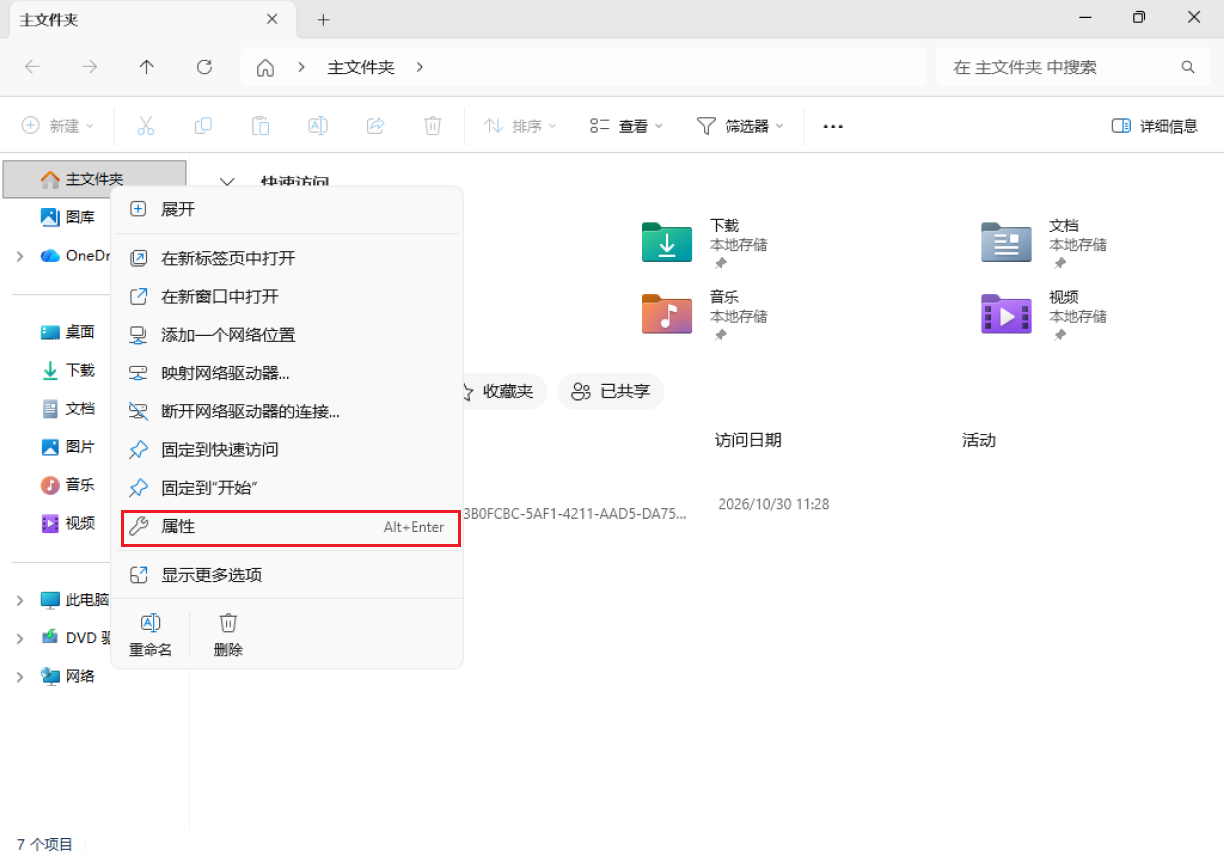 主文件夹
主文件夹
在 主文件夹 中搜索
新建
排序
查看
筛选器
详细信息
主文件夹
图库
OneDr
桌面
下载
文档
图片
音乐
视频
此电脑
DVD
网络
展开
在新标签页中打开
在新窗口中打开
添加一个网络位置
映射网络驱动器...
断开网络驱动器的连接...
固定到快速访问
固定到"开始"
属性 Alt+Enter
显示更多选项
重命名
删除
快速访问
下载
本地存储
文档
本地存储
音乐
本地存储
视频
本地存储
收藏夹
已共享
访问日期
活动
3B0FCBC-5AF1-4211-AAD5-DA75...
2026/10/30 11:28
7 个项目